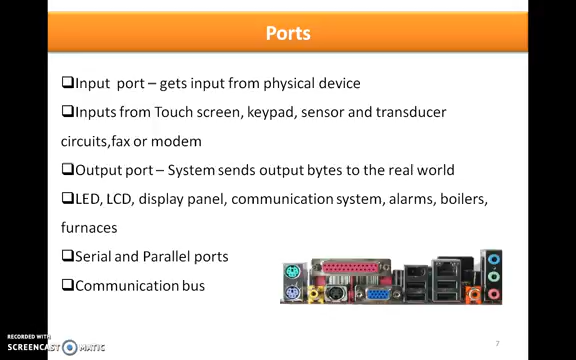 Ports
❑Input port – gets input from physical device
❑Inputs from Touch screen, keypad, sensor and transducer
circuits,fax or modem
❑Output port – System sends output bytes to the real world
❑LED, LCD, display panel, communication system, alarms, boilers,
furnaces
❑Serial and Parallel ports
❑Communication bus
7
RECORDED WITH
SCREENCAST MATIC